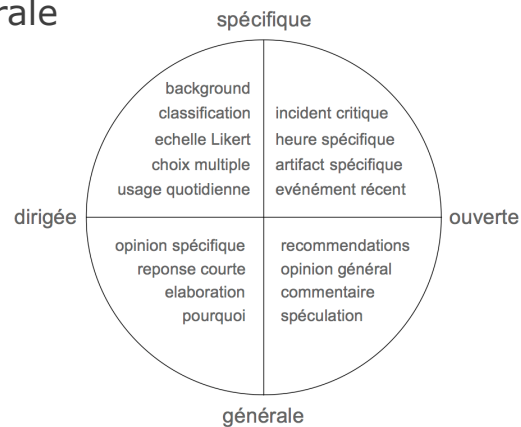 rale
spécifique
background
classification
echelle Likert
choix multiple
usage quotidienne
incident critique
heure spécifique
artifact spécifique
evénémént récent
dirigée
ouverte
opinion spécifique
reponse courte
elaboration
pourquoi
recommendations
opinion général
commentaire
spéculation
générale